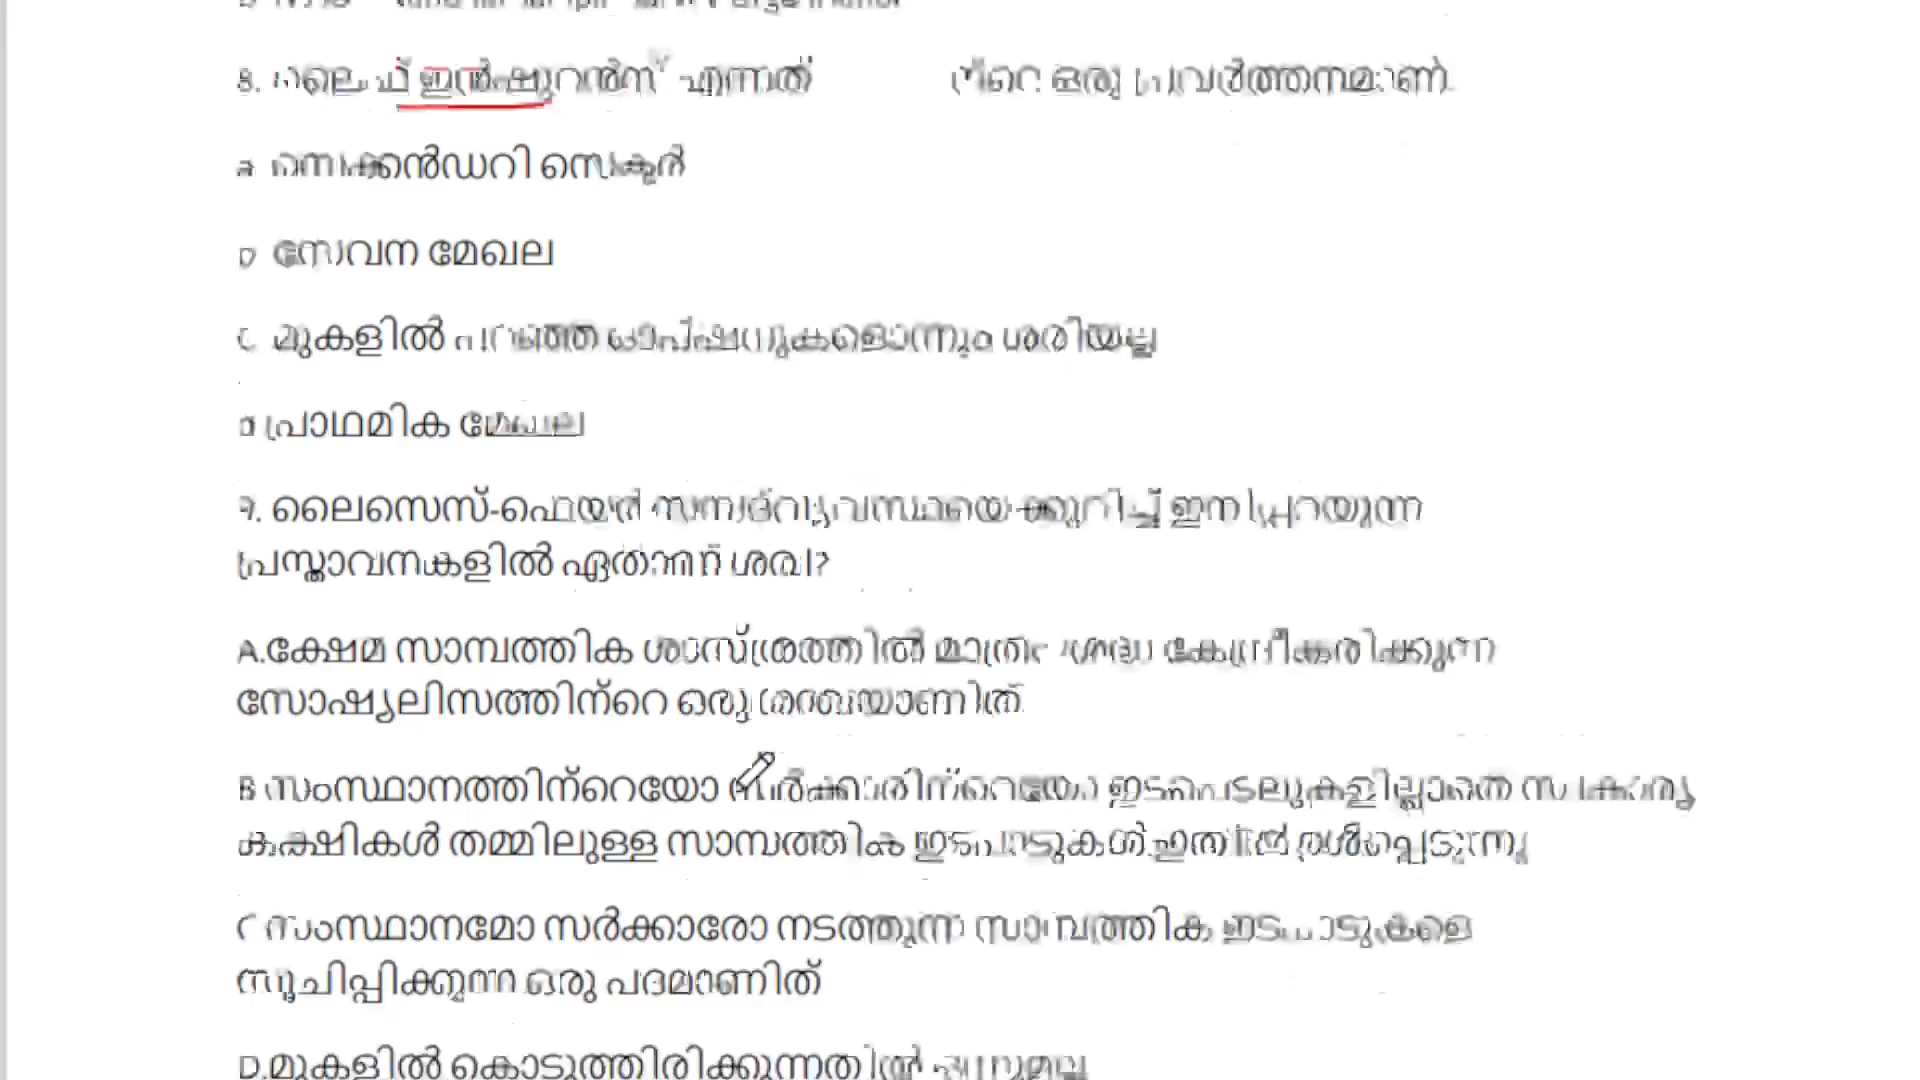 8. ലൈഫ് ഇൻഷുറൻസ് എന്നത് ന്റെ ഒരു പ്രവർത്തനമാണ്.
a സെക്കൻഡറി സെക്ടർ
b സേവന മേഖല
C മുകളിൽ പറഞ്ഞ ഓപ്ഷനുകളൊന്നും ശരിയല്ല
d പ്രാഥമിക മേഖല
9. ലൈസെസ്-ഫെയർ സമ്പദ്‌വ്യവസ്ഥയെക്കുറിച്ച് ഇനിപ്പറയുന്ന
പ്രസ്താവനകളിൽ ഏതാണ് ശരി?
A.ക്ഷേമ സാമ്പത്തിക ശാസ്ത്രത്തിൽ മാത്രം ശ്രദ്ധ കേന്ദ്രീകരിക്കുന്ന
സോഷ്യലിസത്തിന്റെ ഒരു ശാഖയാണിത്
B സംസ്ഥാനത്തിന്റെയോ സർക്കാരിന്റെയോ ഇടപെടലുകളില്ലാതെ സ്വകാര്യ
കക്ഷികൾ തമ്മിലുള്ള സാമ്പത്തിക ഇടപാടുകൾ ഇതിൽ ഉൾപ്പെടുന്നു
C സംസ്ഥാനമോ സർക്കാരോ നടത്തുന്ന സാമ്പത്തിക ഇടപാടുകളെ
സൂചിപ്പിക്കുന്ന ഒരു പദമാണിത്
D.മുകളിൽ കൊടുത്തിരിക്കുന്നതിൽ ഒന്നുമല്ല